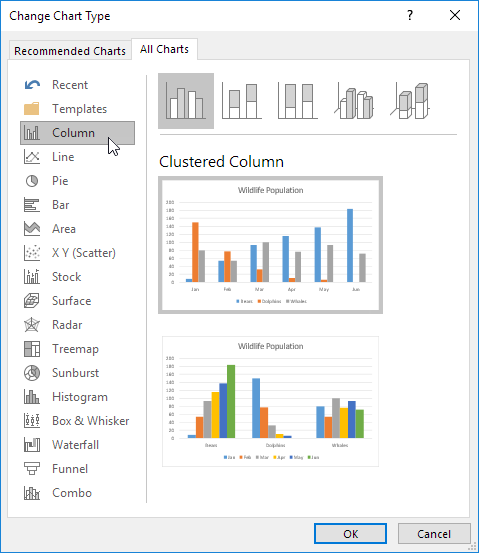 Change Chart Type
?
Recommended Charts
All Charts
Recent
Templates
Column
Line
Pie
Bar
Area
X Y (Scatter)
Stock
Surface
Radar
Treemap
Sunburst
Histogram
Box & Whisker
Waterfall
Funnel
Combo
Clustered Column
Wildlife Population
200
180
160
140
120
100
80
60
40
20
0
Jan Feb Mar Apr May Jun
Bears Dolphins Whales
Wildlife Population
200
180
160
140
120
100
80
60
40
20
0
Bears Dolphins Whales
Jan Feb Mar Apr May Jun
OK
Cancel